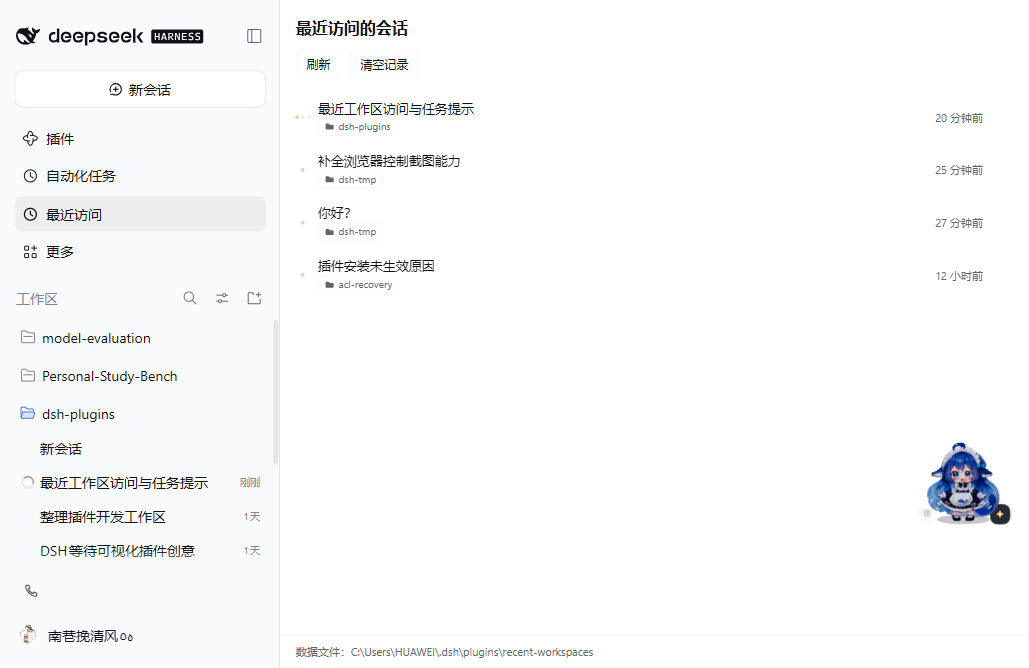 deepseek HARNESS
新会话
插件
自动化任务
最近访问
更多
工作区
model-evaluation
Personal-Study-Bench
dsh-plugins
新会话
最近工作区访问与任务提示 刚刚
整理插件开发工作区 1天
DSH等待可视化插件创意 1天
南巷挽清风৹৹
最近访问的会话
刷新 清空记录
最近工作区访问与任务提示 20 分钟前
dsh-plugins
补全浏览器控制截图能力 25 分钟前
dsh-tmp
你好? 27 分钟前
dsh-tmp
插件安装未生效原因 12 小时前
acl-recovery
数据文件: C:\Users\HUAWEI\.dsh\plugins\recent-workspaces